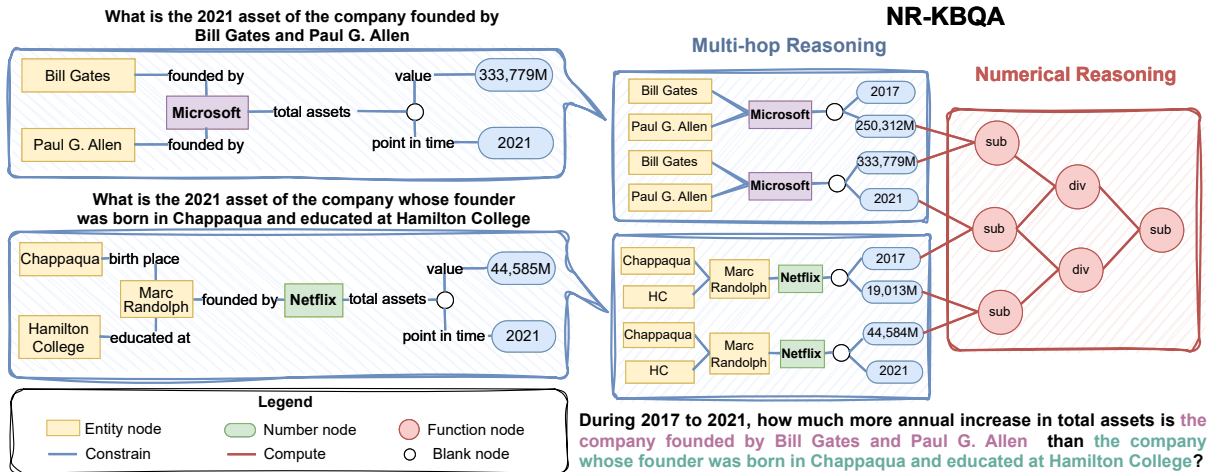 What is the 2021 asset of the company founded by
Bill Gates and Paul G. Allen
Bill Gates
founded by
Microsoft
Paul G. Allen
founded by
total assets
value
333,779M
point in time
2021
What is the 2021 asset of the company whose founder
was born in Chappaqua and educated at Hamilton College
Chappaqua
birth place
Marc
Randolph
Hamilton
College
educated at
founded by
Netflix
total assets
value
44,585M
point in time
2021
Legend
Entity node
Number node
Function node
Constrain
Compute
Blank node
NR-KBQA
Multi-hop Reasoning
Numerical Reasoning
Bill Gates
Paul G. Allen
Microsoft
2017
250,312M
Bill Gates
Paul G. Allen
Microsoft
333,779M
2021
Chappaqua
HC
Marc
Randolph
Netflix
2017
19,013M
Chappaqua
HC
Marc
Randolph
Netflix
44,584M
2021
sub
sub
sub
div
div
sub
During 2017 to 2021, how much more annual increase in total assets is the
company founded by Bill Gates and Paul G. Allen than the company
whose founder was born in Chappaqua and educated at Hamilton College?